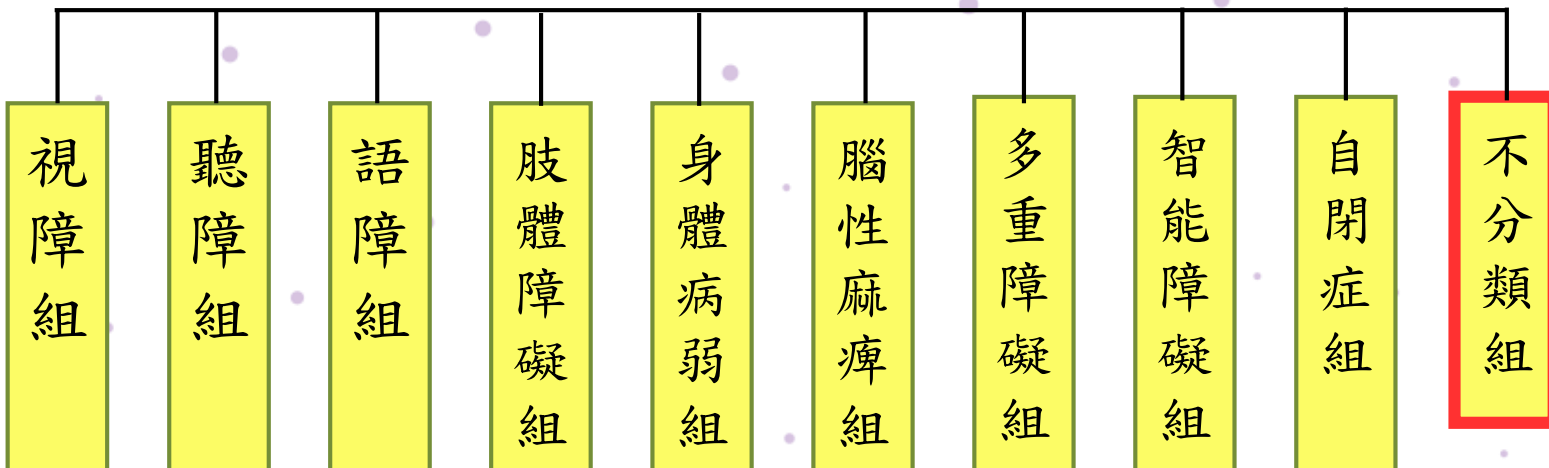 視障組
聽障組
語障組
肢體障礙組
身體病弱組
腦性麻痺組
多重障礙組
智能障礙組
自閉症組
不分類組